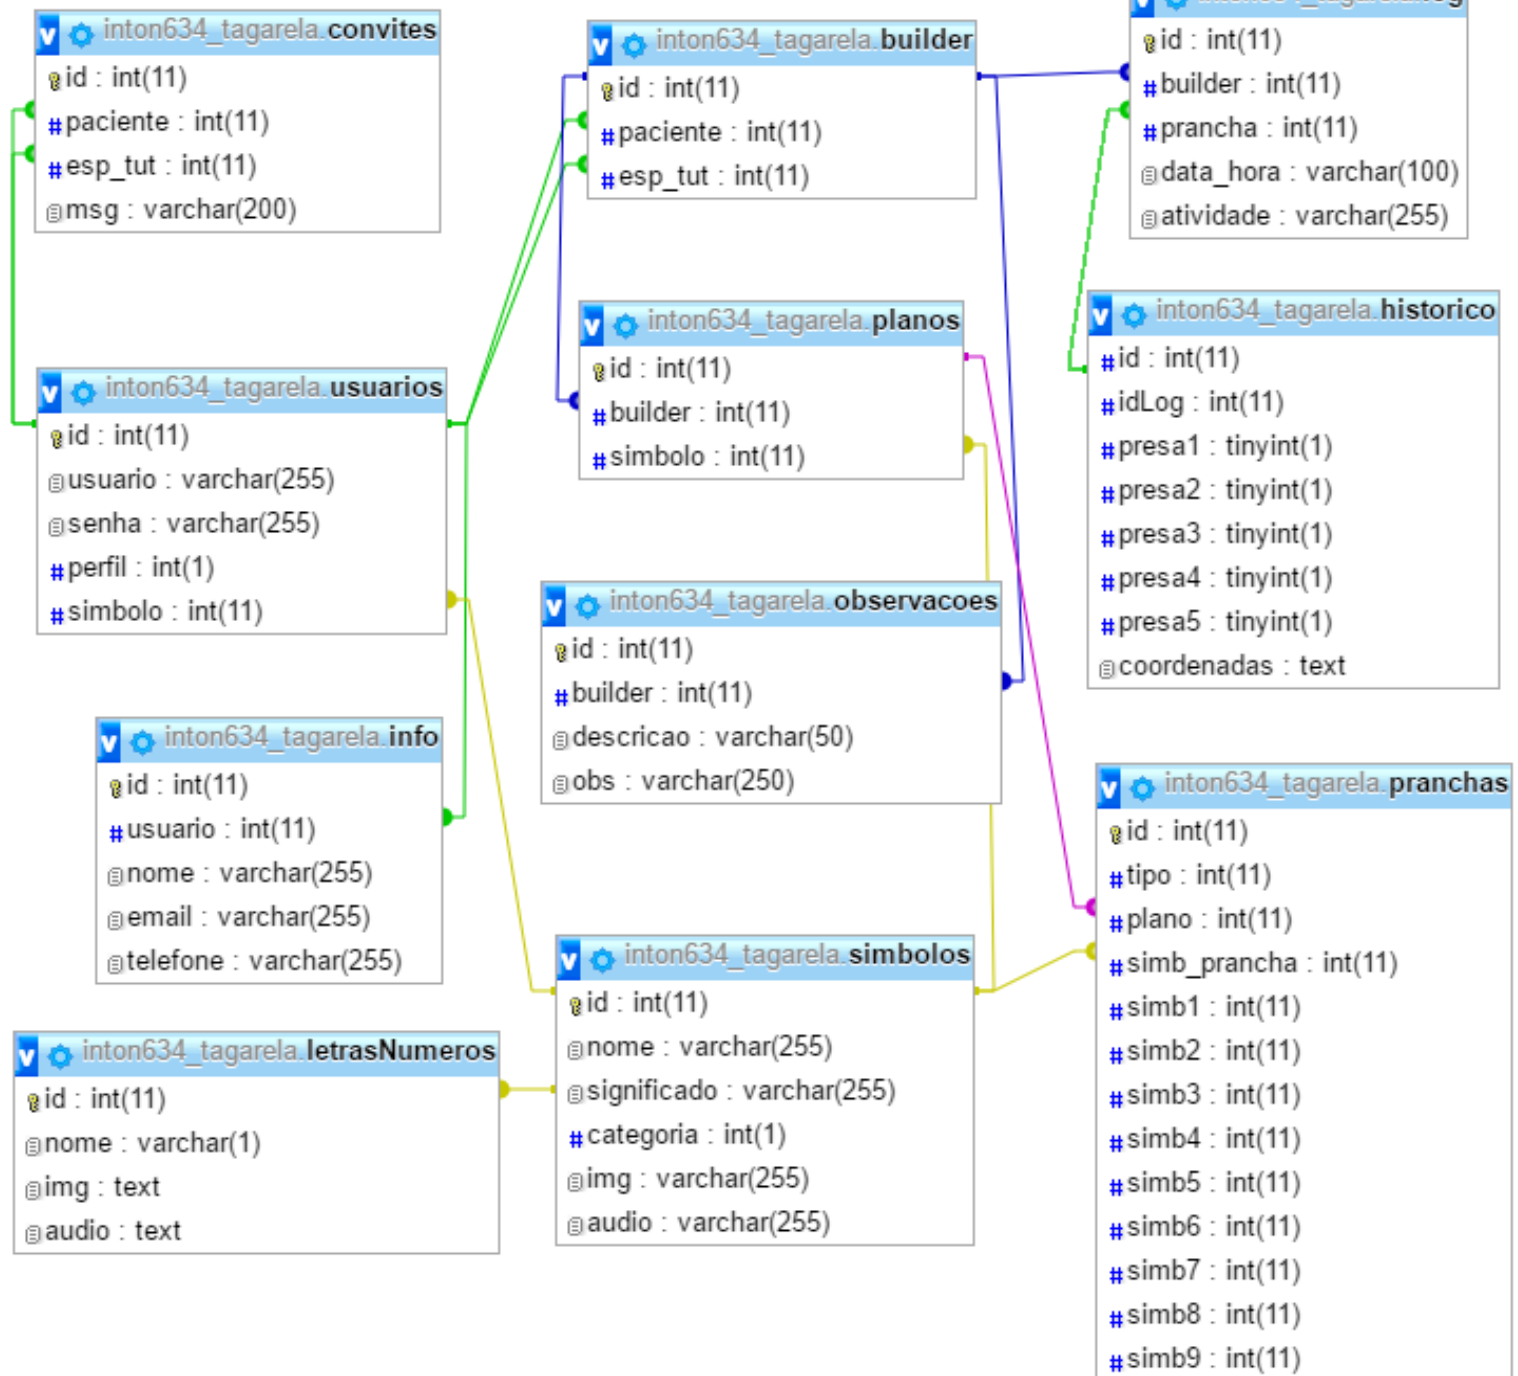 inton634_tagarela.convites
id : int(11)
paciente : int(11)
esp_tut : int(11)
msg : varchar(200)
inton634_tagarela.usuarios
id : int(11)
usuario : varchar(255)
senha : varchar(255)
perfil : int(1)
simbolo : int(11)
inton634_tagarela.info
id : int(11)
usuario : int(11)
nome : varchar(255)
email : varchar(255)
telefone : varchar(255)
inton634_tagarela.letrasNumeros
id : int(11)
nome : varchar(1)
img : text
audio : text
inton634_tagarela.builder
id : int(11)
paciente : int(11)
esp_tut : int(11)
inton634_tagarela.planos
id : int(11)
builder : int(11)
simbolo : int(11)
inton634_tagarela.observacoes
id : int(11)
builder : int(11)
descricao : varchar(50)
obs : varchar(250)
inton634_tagarela.simbolos
id : int(11)
nome : varchar(255)
significado : varchar(255)
categoria : int(1)
img : varchar(255)
audio : varchar(255)
id : int(11)
builder : int(11)
prancha : int(11)
data_hora : varchar(100)
atividade : varchar(255)
inton634_tagarela.historico
id : int(11)
idLog : int(11)
presa1 : tinyint(1)
presa2 : tinyint(1)
presa3 : tinyint(1)
presa4 : tinyint(1)
presa5 : tinyint(1)
coordenadas : text
inton634_tagarela.pranchas
id : int(11)
tipo : int(11)
plano : int(11)
simb_prancha : int(11)
simb1 : int(11)
simb2 : int(11)
simb3 : int(11)
simb4 : int(11)
simb5 : int(11)
simb6 : int(11)
simb7 : int(11)
simb8 : int(11)
simb9 : int(11)